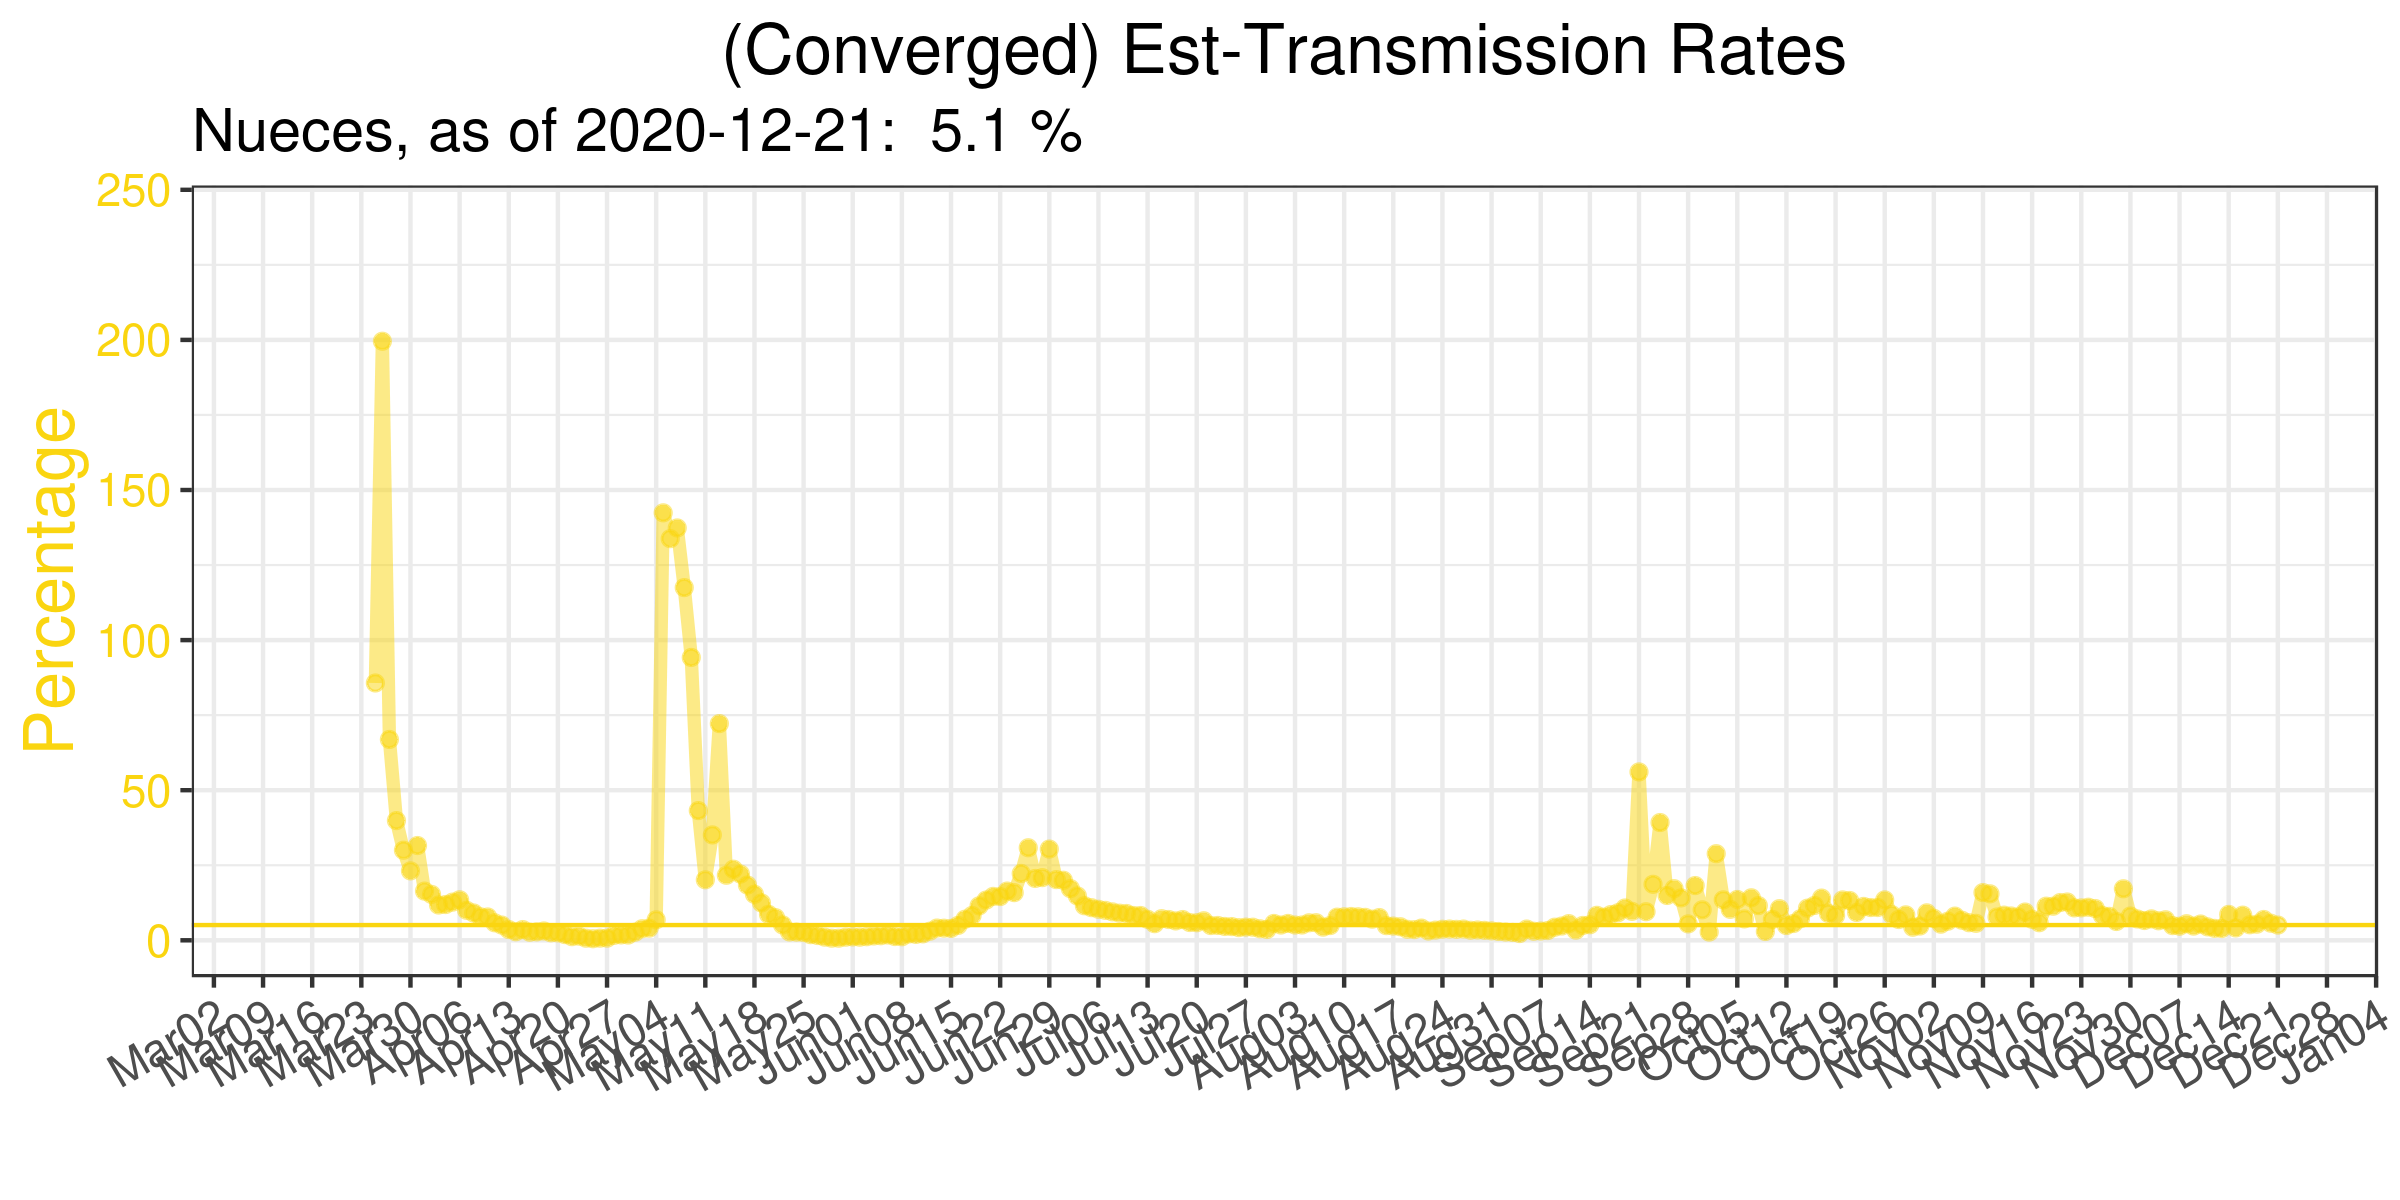 (Converged) Est-Transmission Rates
Nueces, as of 2020-12-21:  5.1 %
Percentage
250
200
150
100
50
0
Mar02
Mar09
Mar16
Mar23
Mar30
Apr06
Apr13
Apr20
Apr27
May04
May11
May18
May25
Jun01
Jun08
Jun15
Jun22
Jun29
Jul06
Jul13
Jul20
Jul27
Aug03
Aug10
Aug17
Aug24
Aug31
Sep07
Sep14
Sep21
Sep28
Oct05
Oct12
Oct19
Oct26
Nov02
Nov09
Nov16
Nov23
Nov30
Dec07
Dec14
Dec21
Dec28
Jan04